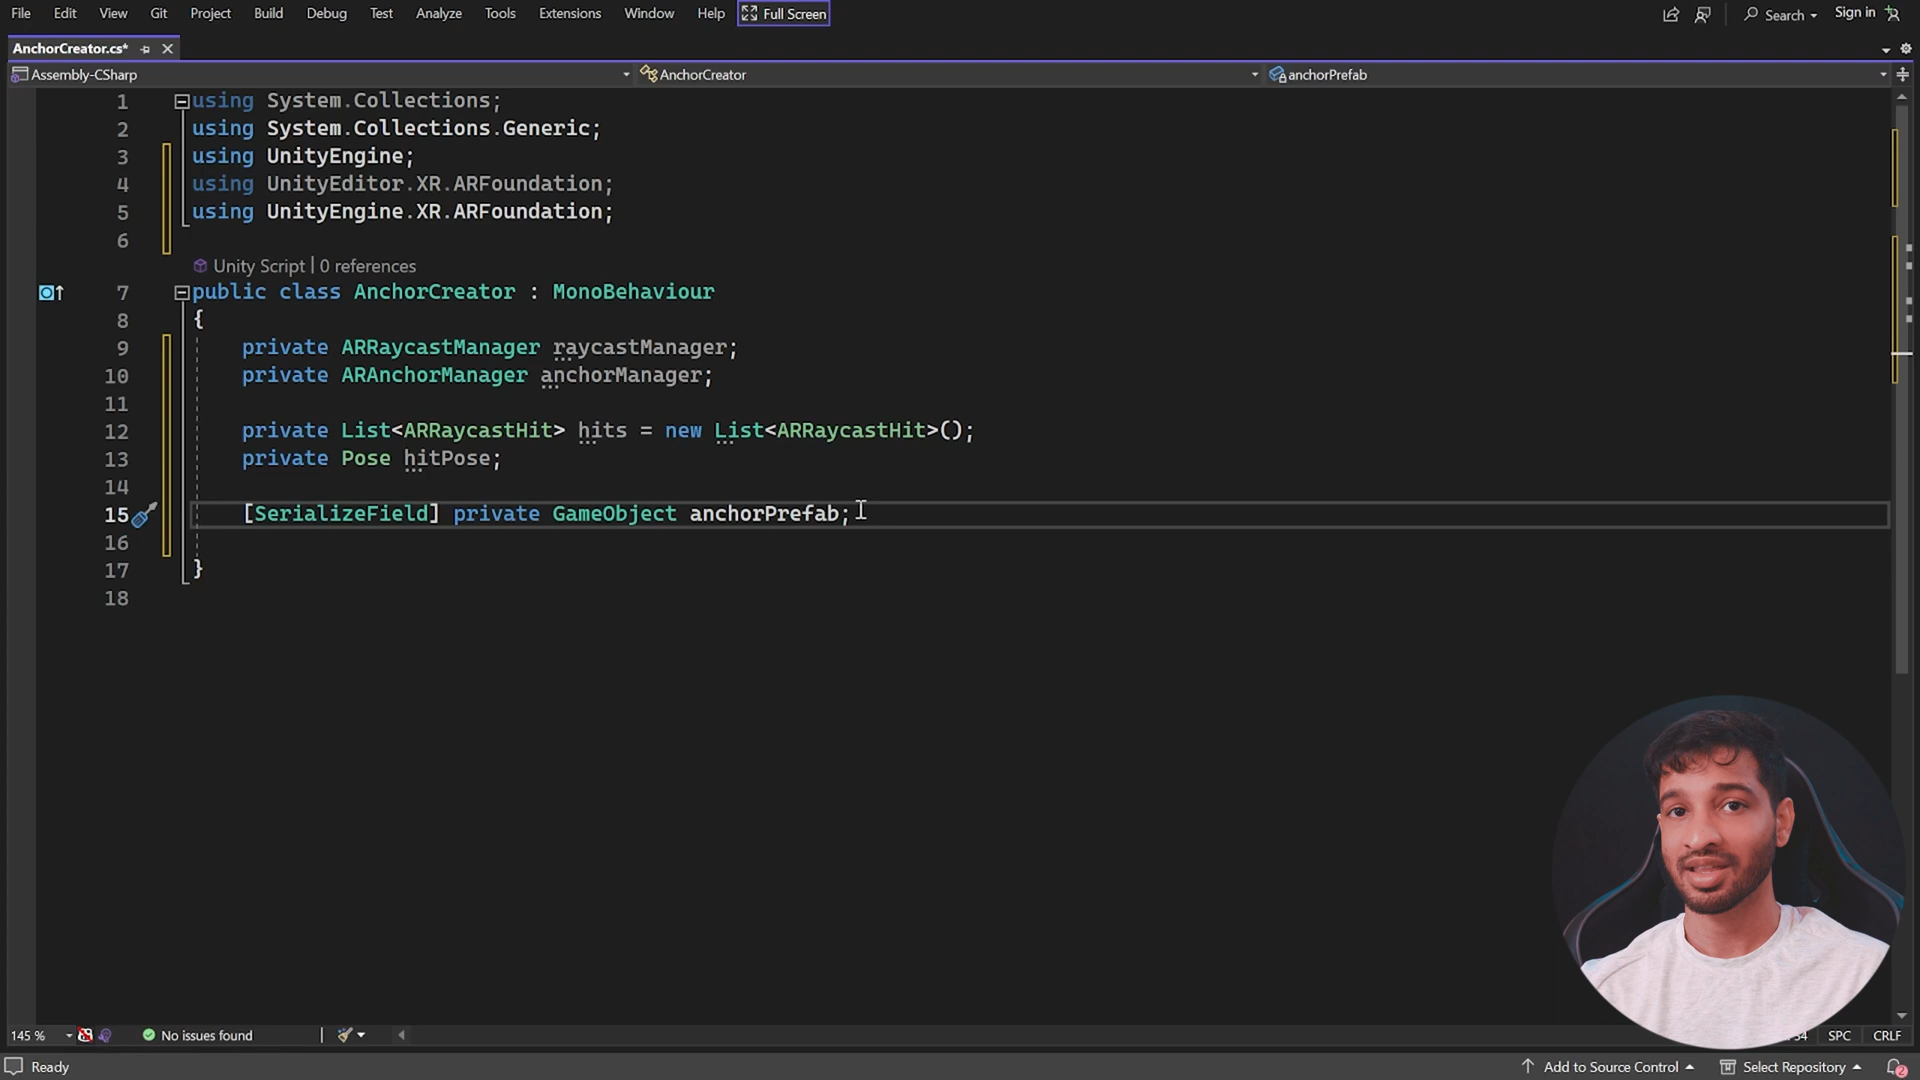 File Edit View Git Project Build Debug Test Analyze Tools Extensions Window Help Full Screen Search Sign in
AnchorCreator.cs*
Assembly-CSharp AnchorCreator anchorPrefab
1 using System.Collections;
2 using System.Collections.Generic;
3 using UnityEngine;
4 using UnityEditor.XR.ARFoundation;
5 using UnityEngine.XR.ARFoundation;
6
Unity Script | 0 references
7 public class AnchorCreator : MonoBehaviour
8 {
9 private ARRaycastManager raycastManager;
10 private ARAnchorManager anchorManager;
11
12 private List<ARRaycastHit> hits = new List<ARRaycastHit>();
13 private Pose hitPose;
14
15 [SerializeField] private GameObject anchorPrefab;
16
17 }
18
145 % No issues found SPC CRLF
Ready Add to Source Control Select Repository 2